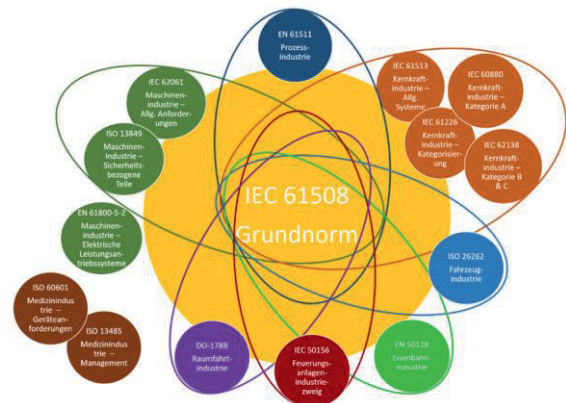 EN 61511
Prozess-
industrie
IEC 62061
Maschinen-
industrie –
Allg. Anforder-
ungen
ISO 13849
Maschinen-
industrie –
Sicherheits-
bezogene
Teile
EN 61800-5-2
Maschinen-
industrie –
Elektrische
Leistungsan-
triebssysteme
ISO 60601
Medizinindus
trie –
Gerätean-
forderungen
ISO 13485
Medizinindus
trie –
Management
IEC 61513
Kernkraft-
industrie –
Allg.
Systeme
IEC 60880
Kernkraft-
industrie –
Kategorie A
IEC 61226
Kernkraft-
industrie –
Kategorisier-
ung
IEC 62138
Kernkraft-
industrie –
Kategorie B
& C
IEC 61508
Grundnorm
ISO 26262
Fahrzeug-
industrie
DO-178B
Raumfahrt-
industrie
IEC 50156
Feuerungs-
anlagen-
industrie-
zweig
EN 50128
Eisenbahn-
industrie